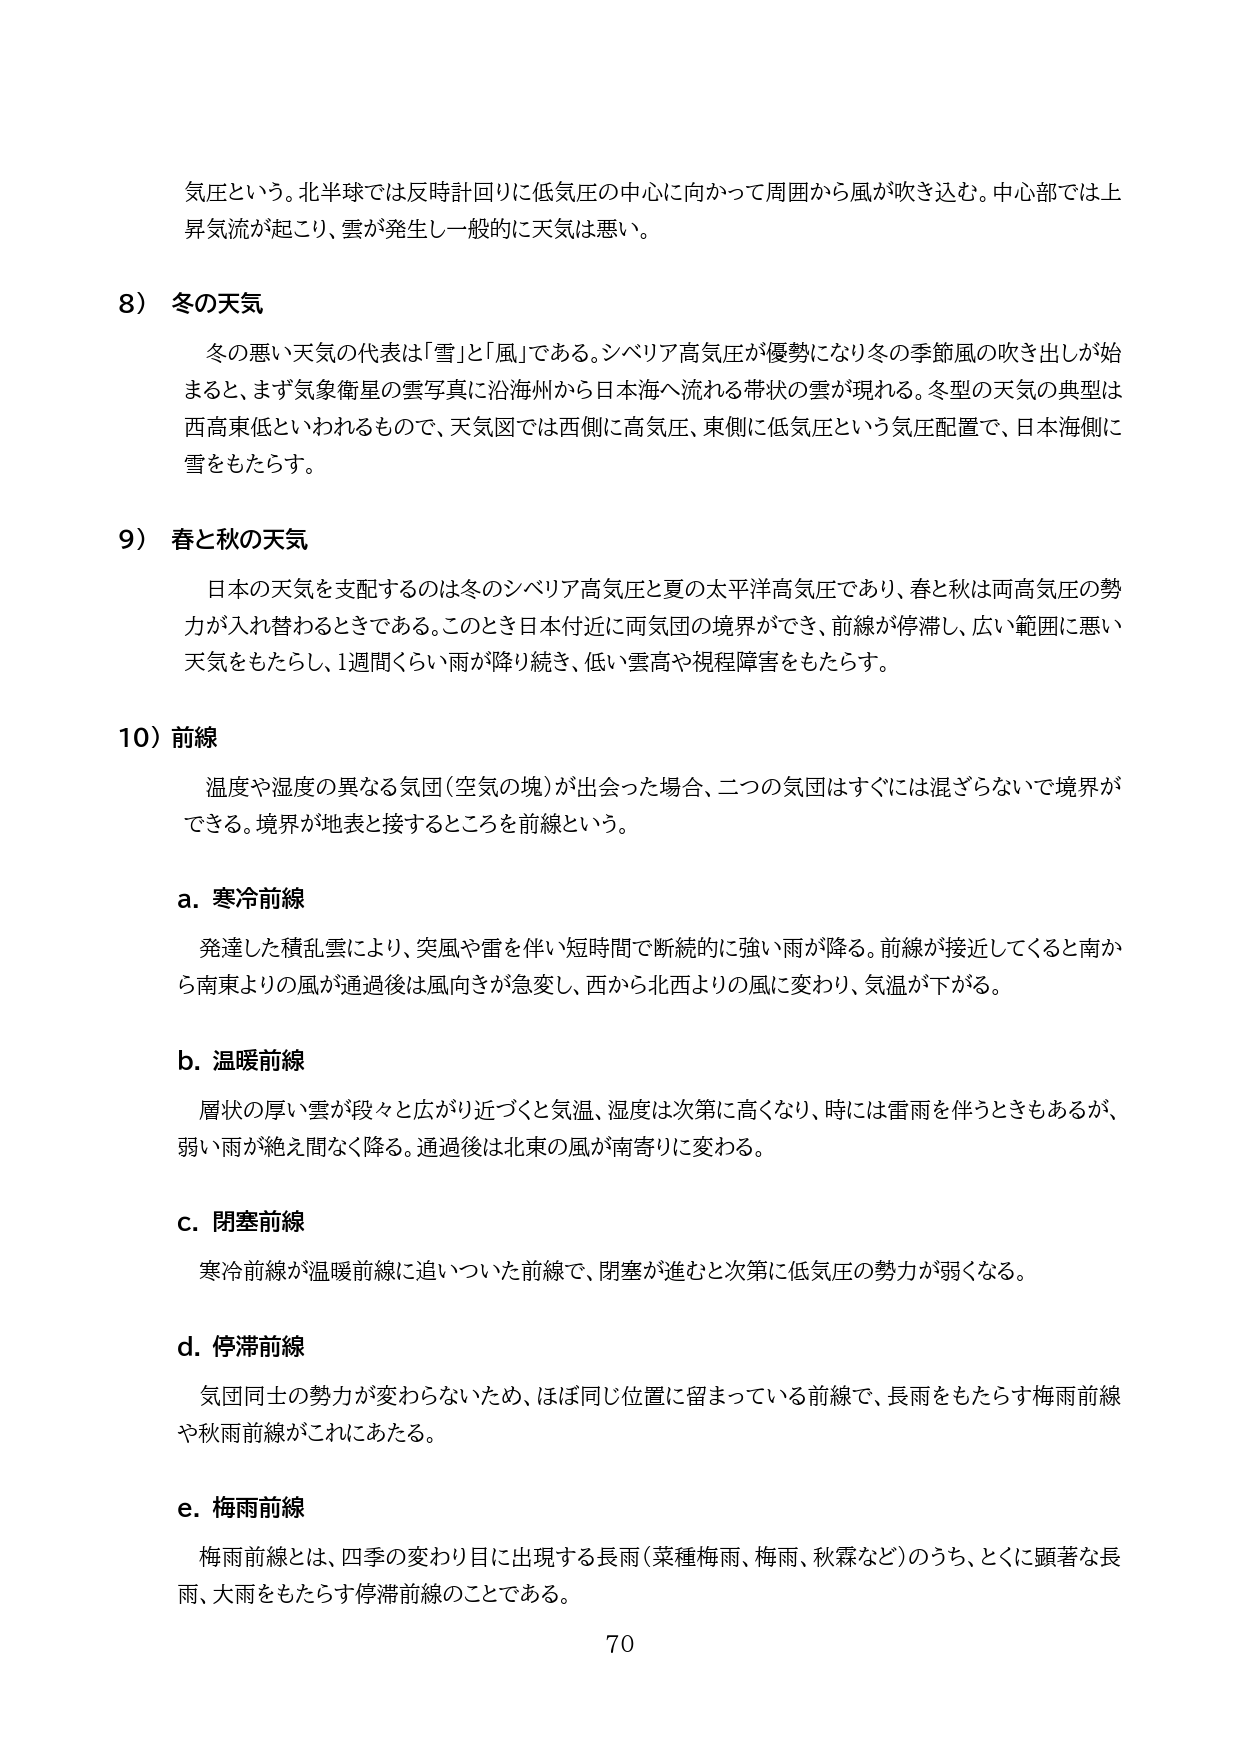 気圧という。北半球では反時計回りに低気圧の中心に向かって周囲から風が吹き込む。中心部では上
昇気流が起こり、雲が発生し一般的に天気は悪い。
8） 冬の天気
冬の悪い天気の代表は「雪」と「風」である。シベリア高気圧が優勢になり冬の季節風の吹き出しが始
まると、まず気象衛星の雲写真に沿海州から日本海へ流れる帯状の雲が現れる。冬型の天気の典型は
西高東低といわれるもので、天気図では西側に高気圧、東側に低気圧という気圧配置で、日本海側に
雪をもたらす。
9） 春と秋の天気
日本の天気を支配するのは冬のシベリア高気圧と夏の太平洋高気圧であり、春と秋は両高気圧の勢
力が入れ替わるときである。このとき日本付近に両気団の境界ができ、前線が停滞し、広い範囲に悪い
天気をもたらし、1週間くらい雨が降り続き、低い雲高や視程障害をもたらす。
10） 前線
温度や湿度の異なる気団（空気の塊）が出会った場合、二つの気団はすぐには混ざらないで境界が
できる。境界が地表と接するところを前線という。
a. 寒冷前線
発達した積乱雲により、突風や雷を伴い短時間で断続的に強い雨が降る。前線が接近してくると南か
ら南東よりの風が通過後は風向きが急変し、西から北西よりの風に変わり、気温が下がる。
b. 温暖前線
層状の厚い雲が段々と広がり近づくと気温、湿度は次第に高くなり、時には雷雨を伴うときもあるが、
弱い雨が絶え間なく降る。通過後は北東の風が南寄りに変わる。
c. 閉塞前線
寒冷前線が温暖前線に追いついた前線で、閉塞が進むと次第に低気圧の勢力が弱くなる。
d. 停滞前線
気団同士の勢力が変わらないため、ほぼ同じ位置に留まっている前線で、長雨をもたらす梅雨前線
や秋雨前線がこれにあたる。
e. 梅雨前線
梅雨前線とは、四季の変わり目に出現する長雨（菜種梅雨、梅雨、秋霖など）のうち、とくに顕著な長
雨、大雨をもたらす停滞前線のことである。
70